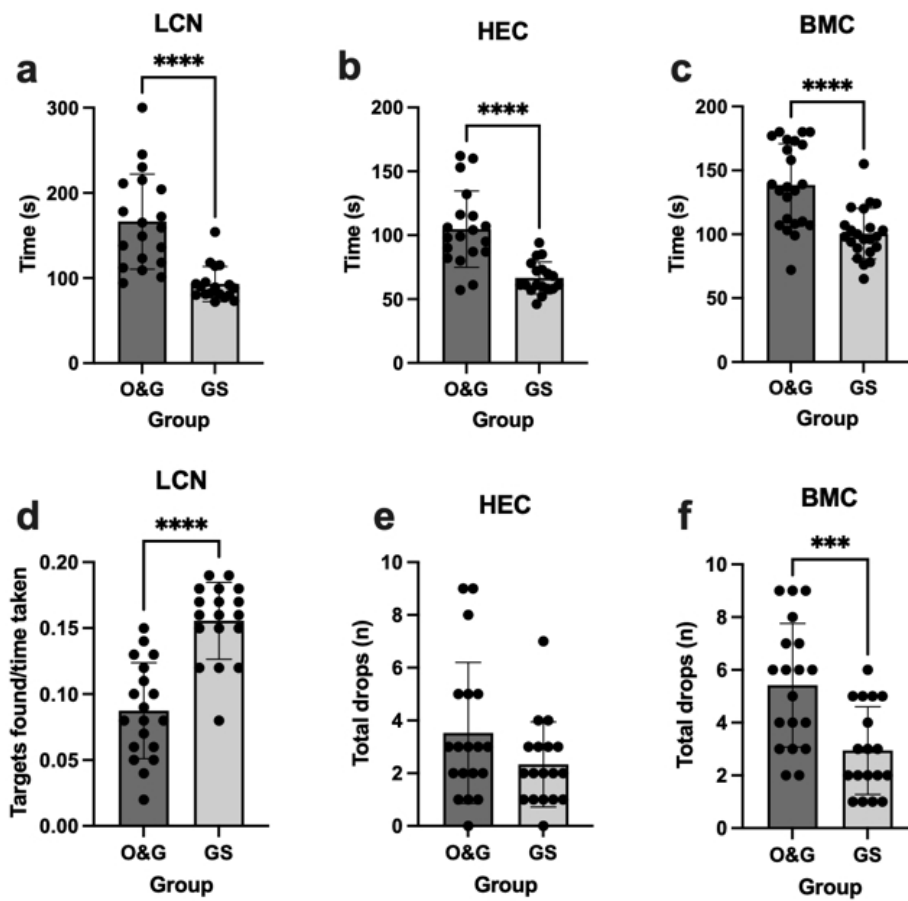 LCN
HEC
BMC
a
b
c
****
****
****
300
200
100
0
Time (s)
O&G
GS
Group
200
150
100
50
0
Time (s)
O&G
GS
Group
200
150
100
50
0
Time (s)
O&G
GS
Group
LCN
HEC
BMC
d
e
f
****
***
0.20
0.15
0.10
0.05
0.00
Targets found/time taken
O&G
GS
Group
10
8
6
4
2
0
Total drops (n)
O&G
GS
Group
10
8
6
4
2
0
Total drops (n)
O&G
GS
Group